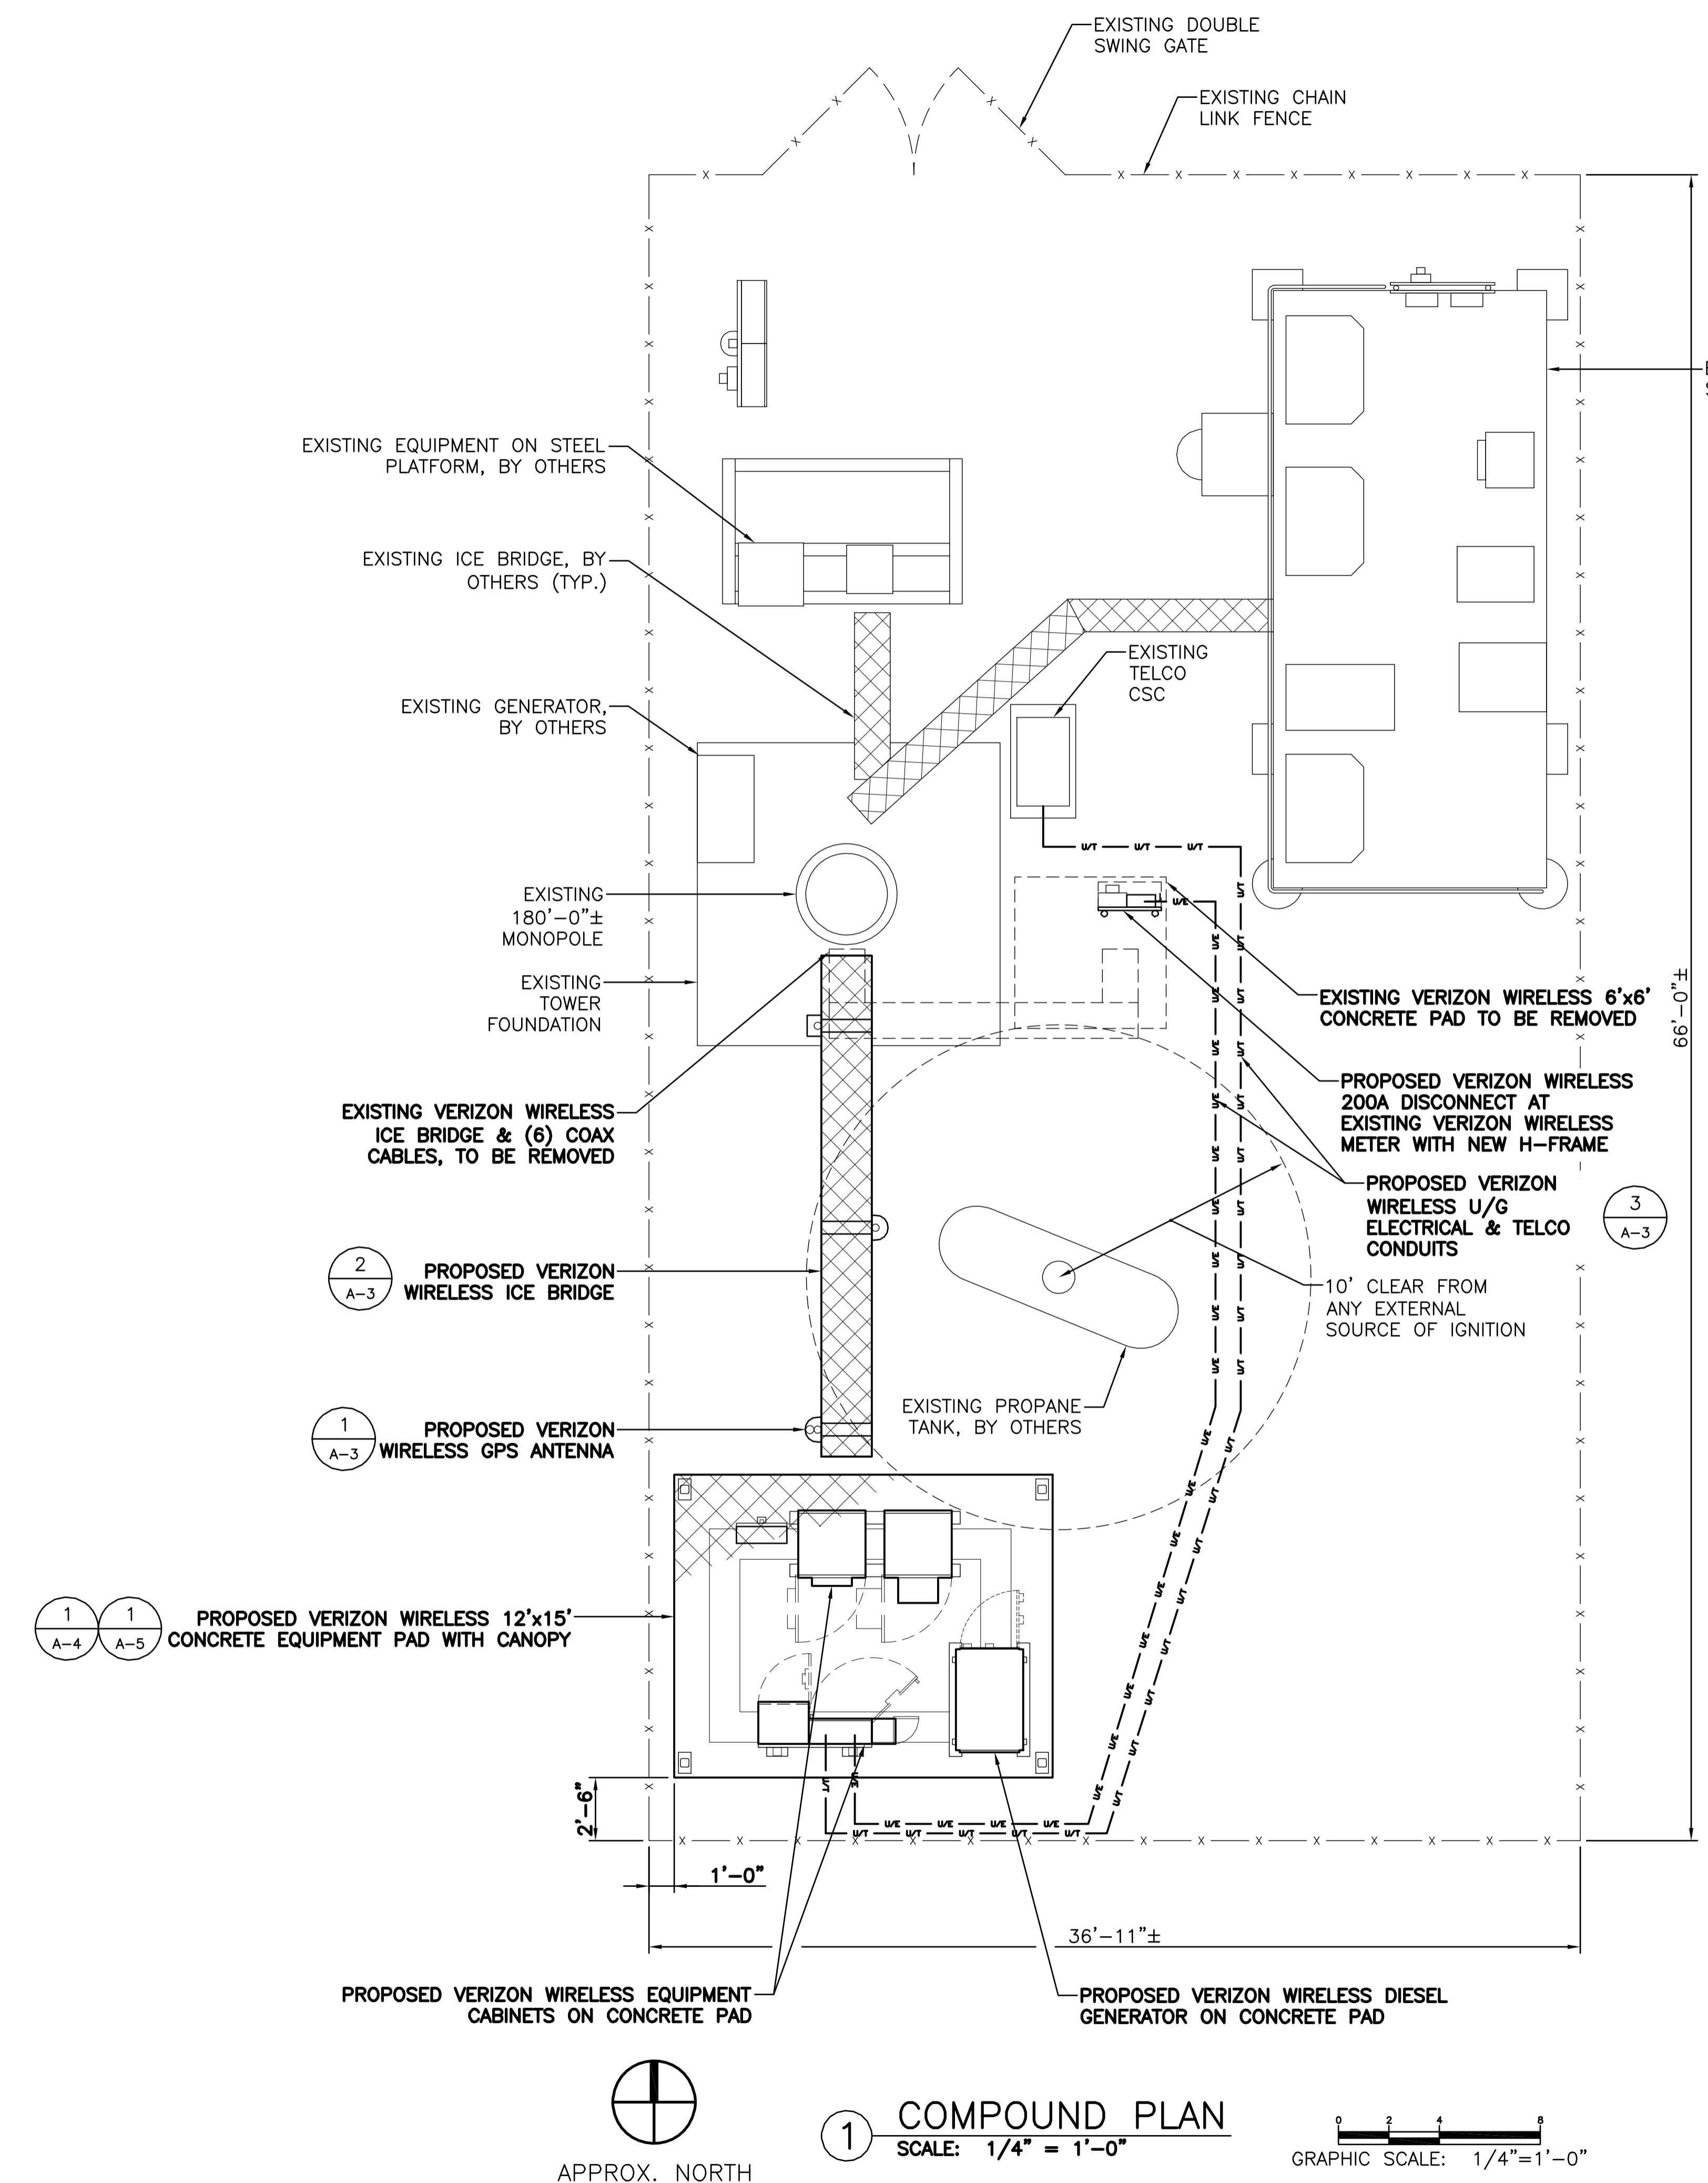 EXISTING DOUBLE
SWING GATE
EXISTING CHAIN
LINK FENCE
EXISTING EQUIPMENT ON STEEL
PLATFORM, BY OTHERS
EXISTING ICE BRIDGE, BY
OTHERS (TYP.)
EXISTING
TELCO
CSC
EXISTING GENERATOR,
BY OTHERS
EXISTING
180'-0"±
MONOPOLE
EXISTING
TOWER
FOUNDATION
EXISTING VERIZON WIRELESS 6'x6'
CONCRETE PAD TO BE REMOVED
66'-0"±
PROPOSED VERIZON WIRELESS
200A DISCONNECT AT
EXISTING VERIZON WIRELESS
METER WITH NEW H-FRAME
EXISTING VERIZON WIRELESS
ICE BRIDGE & (6) COAX
CABLES, TO BE REMOVED
PROPOSED VERIZON
WIRELESS U/G
ELECTRICAL & TELCO
CONDUITS
3
A-3
2
A-3
PROPOSED VERIZON
WIRELESS ICE BRIDGE
10' CLEAR FROM
ANY EXTERNAL
SOURCE OF IGNITION
EXISTING PROPANE
TANK, BY OTHERS
1
A-3
PROPOSED VERIZON
WIRELESS GPS ANTENNA
1
A-4
1
A-5
PROPOSED VERIZON WIRELESS 12'x15'
CONCRETE EQUIPMENT PAD WITH CANOPY
U/T U/T U/T
U/E
U/E U/E U/E U/E
U/T U/T U/T U/T U/T
2'-6"
1'-0"
36'-11"±
PROPOSED VERIZON WIRELESS EQUIPMENT
CABINETS ON CONCRETE PAD
PROPOSED VERIZON WIRELESS DIESEL
GENERATOR ON CONCRETE PAD
APPROX. NORTH
1
COMPOUND PLAN
SCALE: 1/4" = 1'-0"
0 2 4 8
GRAPHIC SCALE: 1/4"=1'-0"